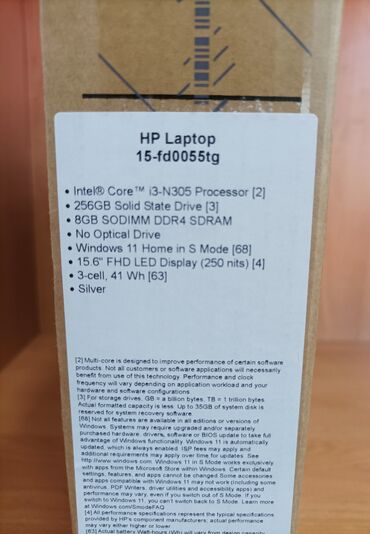 HP Laptop
15-fd0055tg
• Intel® Core™ i3-N305 Processor [2]
• 256GB Solid State Drive [3]
• 8GB SODIMM DDR4 SDRAM
• No Optical Drive
• Windows 11 Home in S Mode [68]
• 15.6" FHD LED Display (250 nits) [4]
• 3-cell, 41 Wh [63]
• Silver
[2] Multi-core is designed to improve performance of certain software
products. Not all customers or software applications will necessarily
benefit from use of this technology. Performance and clock
frequency will vary depending on application workload and your
hardware and software configurations.
[3] For storage drives, GB = a billion bytes, TB = 1 trillion bytes.
Actual formatted capacity is less. Up to 35GB of system disk is
reserved for system recovery software.
[68] Not all features are available in all editions or versions of
Windows. Systems may require upgraded and/or separately
purchased hardware, drivers, software or BIOS update to take full
advantage of Windows functionality. Windows 11 is automatically
updated, which is always enabled. ISP fees may apply and
additional requirements may apply over time for updates. See
http://www.windows.com. Windows 11 in S Mode works exclusively
with apps from the Microsoft Store within Windows. Certain default
settings, features, and apps cannot be changed. Some accessories
and apps compatible with Windows 11 may not work (including some
antivirus, PDF Writers, driver utilities and accessibility apps) and
performance may vary, even if you switch out of S Mode. If you
switch to Windows 11, you can't switch back to S Mode. Learn more
at Windows.com/SmodeFAQ
[4] All performance specifications represent the typical specifications
provided by HP's component manufacturers; actual performance
may vary either higher or lower.
[63] Actual battery Watt-hours (Wh) will vary from design capacity.